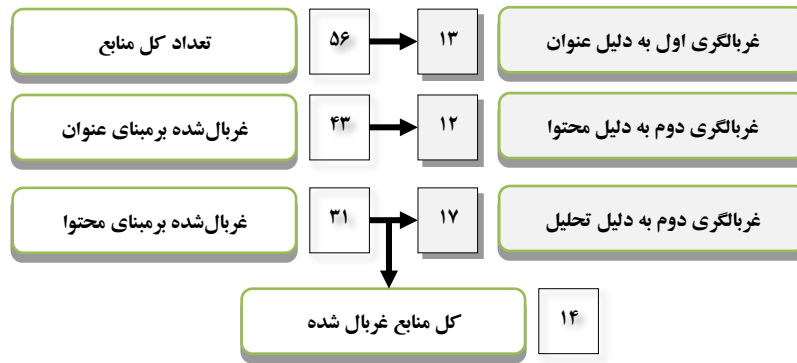 غربالگری اول به دلیل عنوان
۱۳
۵۶
تعداد کل منابع
غربالگری دوم به دلیل محتوا
۱۲
۴۳
غربال‌شده برمبنای عنوان
غربالگری دوم به دلیل تحلیل
۱۷
۳۱
غربال‌شده برمبنای محتوا
۱۴
کل منابع غربال شده